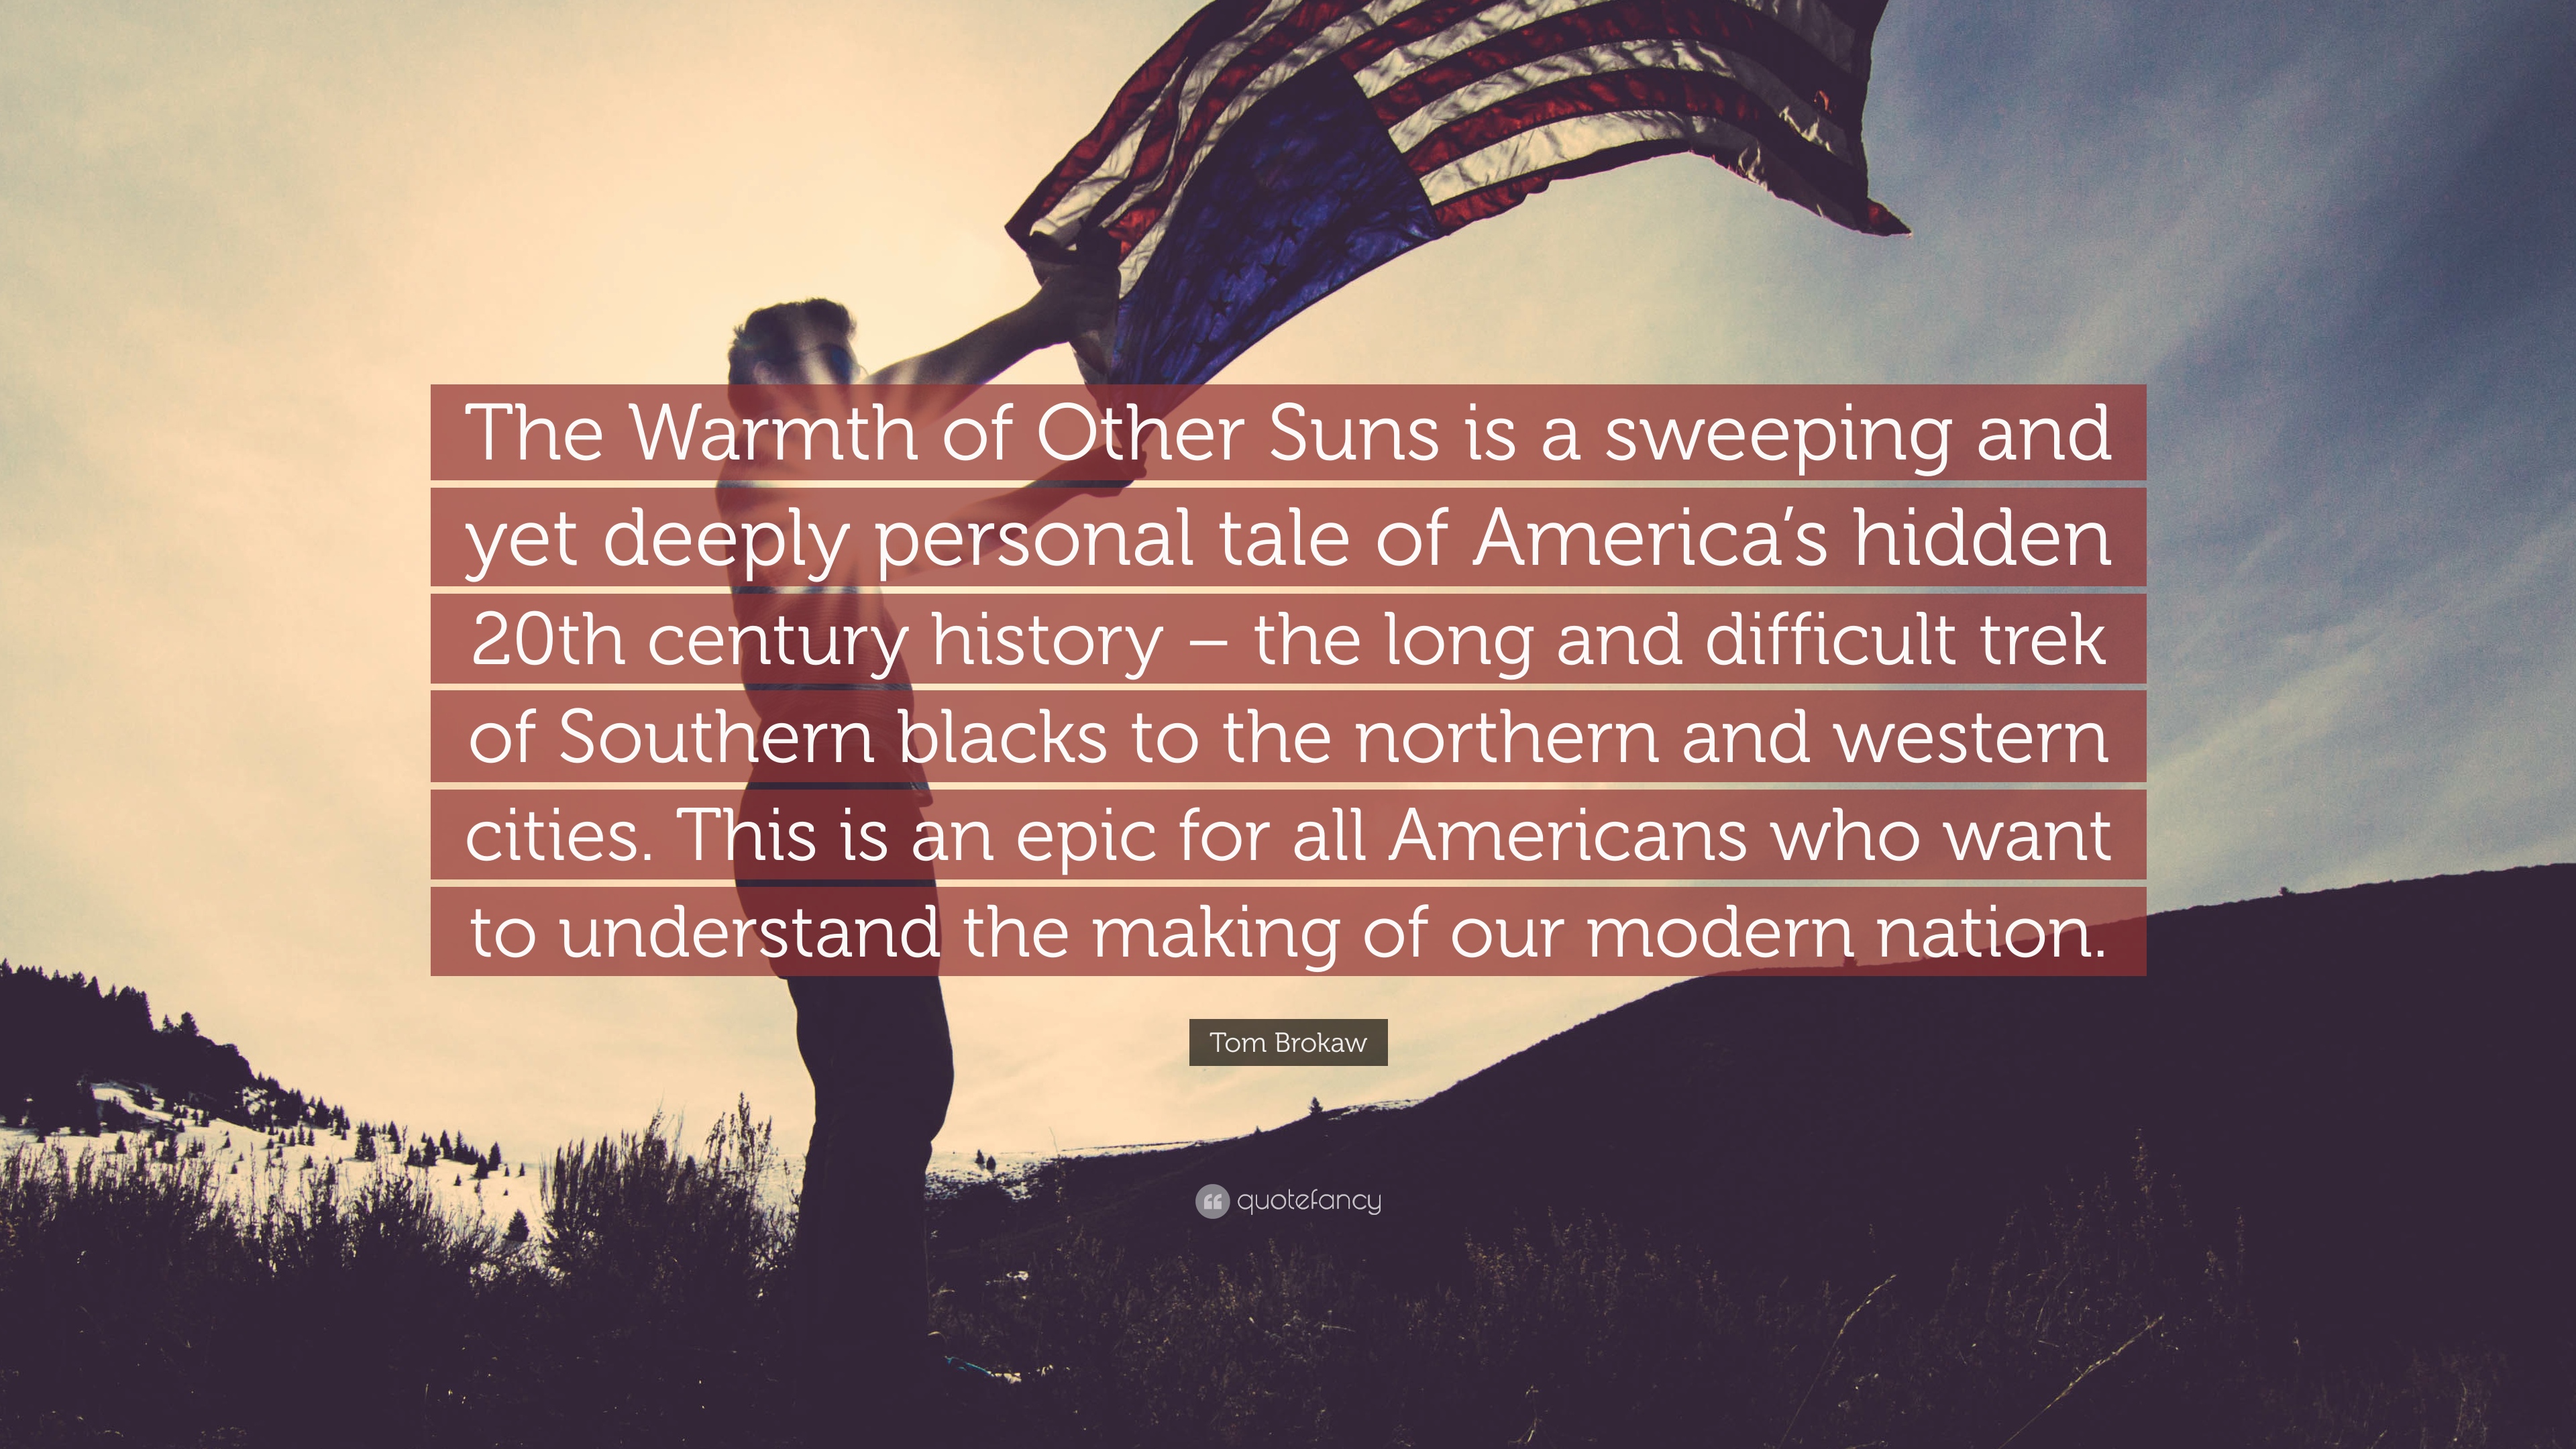 The Warmth of Other Suns is a sweeping and
yet deeply personal tale of America’s hidden
20th century history – the long and difficult trek
of Southern blacks to the northern and western
cities. This is an epic for all Americans who want
to understand the making of our modern nation.
Tom Brokaw
quotefancy